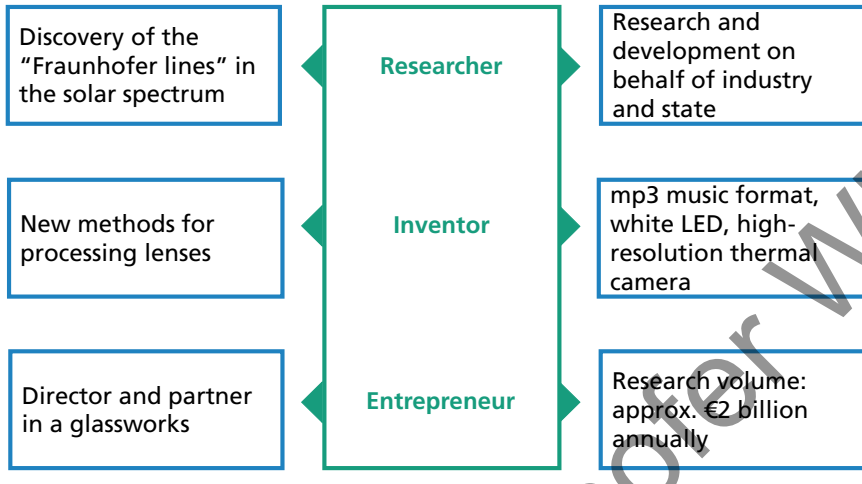 Discovery of the
“Fraunhofer lines” in
the solar spectrum
Researcher
Research and
development on
behalf of industry
and state
New methods for
processing lenses
Inventor
mp3 music format,
white LED, high-
resolution thermal
camera
Director and partner
in a glassworks
Entrepreneur
Research volume:
approx. €2 billion
annually